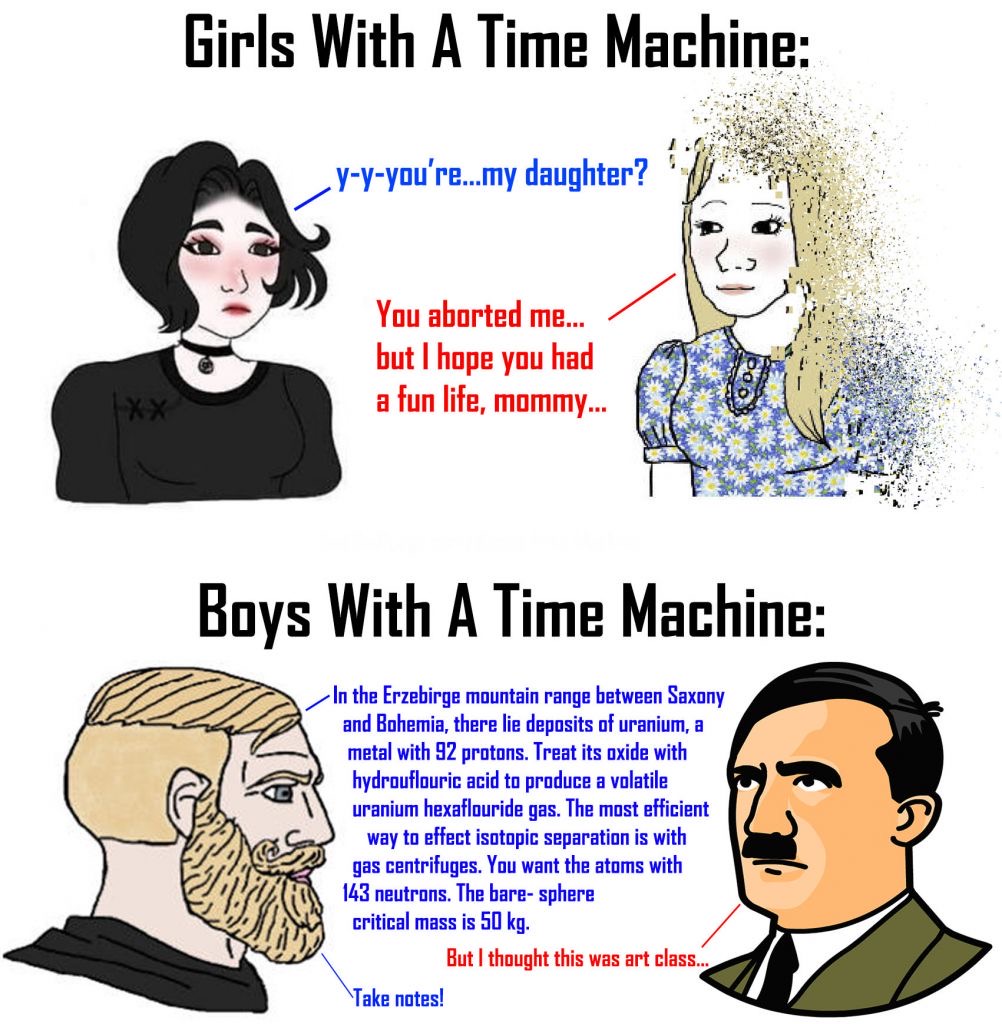 Girls With A Time Machine:
y-y-you're...my daughter?
You aborted me...
but I hope you had
a fun life, mommy...
Boys With A Time Machine:
In the Erzebirge mountain range between Saxony
and Bohemia, there lie deposits of uranium, a
metal with 92 protons. Treat its oxide with
hydrouflouric acid to produce a volatile
uranium hexaflouride gas. The most efficient
way to effect isotopic separation is with
gas centrifuges. You want the atoms with
143 neutrons. The bare- sphere
critical mass is 50 kg.
But I thought this was art class...
Take notes!